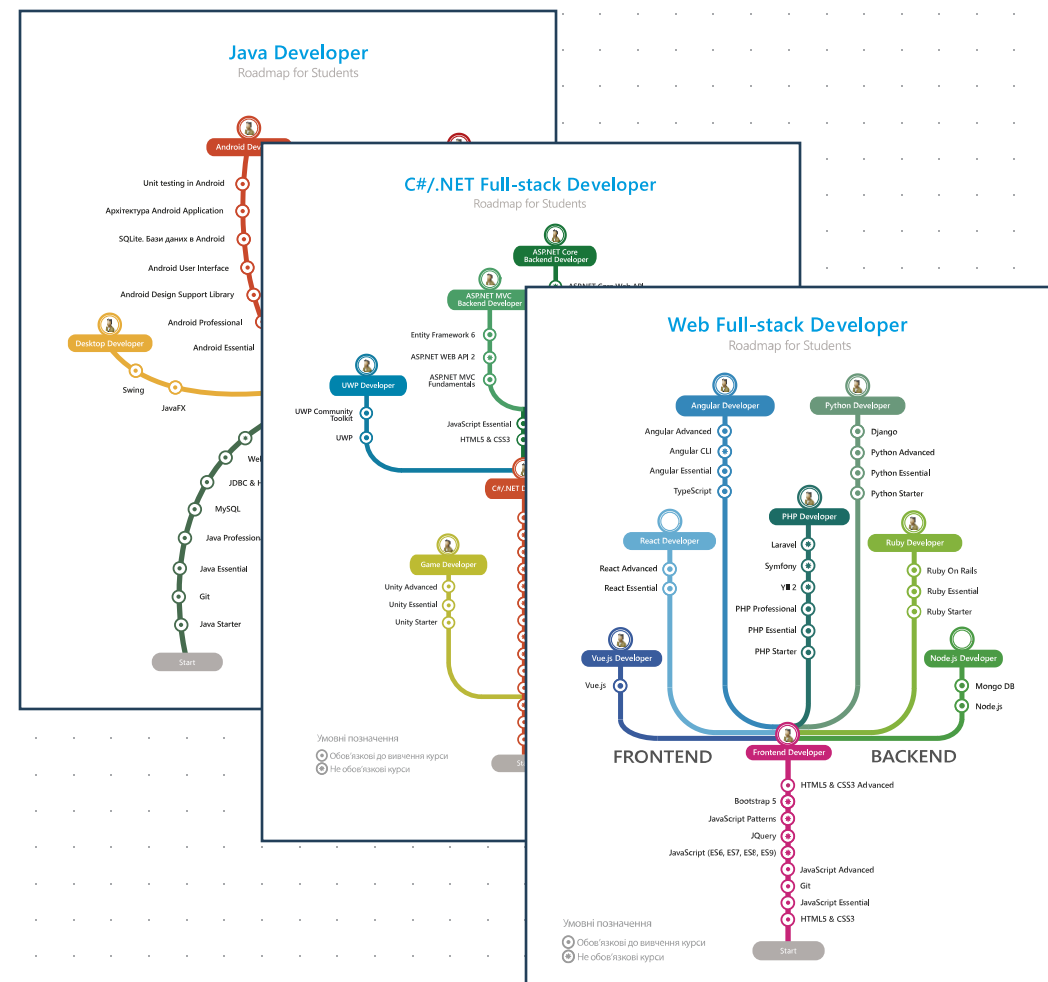 Java Developer
Roadmap for Students
Android
Unit testing in Android
Архітектура Android Application
SQLite. Бази даних в Android
Android User Interface
Android Design Support Library
Android Professional
Android Essential
Desktop Developer
Swing
JavaFX
JDBC &
MySQL
Java
Java Essential
Git
Java Starter
Start
C#/.NET Full-stack Developer
Roadmap for Students
ASP.NET Core
Backend Developer
ASP.NET MVC
Backend Developer
Entity Framework 6
ASP.NET WEB API 2
ASP.NET MVC
Fundamentals
UWP Developer
UWP Community
Toolkit
UWP
JavaScript Essential
HTML5 & CSS3
C#/.NET
Game Developer
Unity Advanced
Unity Essential
Unity Starter
Умовні позначення
Обов'язкові до вивчення курси
Не обов'язкові курси
Web Full-stack Developer
Roadmap for Students
Angular Developer
Angular Advanced
Angular CLI
Angular Essential
TypeScript
Python Developer
Django
Python Advanced
Python Essential
Python Starter
React Developer
React Advanced
React Essential
PHP Developer
Laravel
Symfony
2
PHP Professional
PHP Essential
PHP Starter
Ruby Developer
Ruby On Rails
Ruby Essential
Ruby Starter
Vue.js Developer
Vue.js
Node.js Developer
Mongo DB
Node.js
FRONTEND
BACKEND
Frontend Developer
HTML5 & CSS3 Advanced
Bootstrap 5
JavaScript Patterns
JQuery
JavaScript (ES6, ES7, ES8, ES9)
JavaScript Advanced
Git
JavaScript Essential
HTML5 & CSS3
Start
Умовні позначення
Обов'язкові до вивчення курси
Не обов'язкові курси